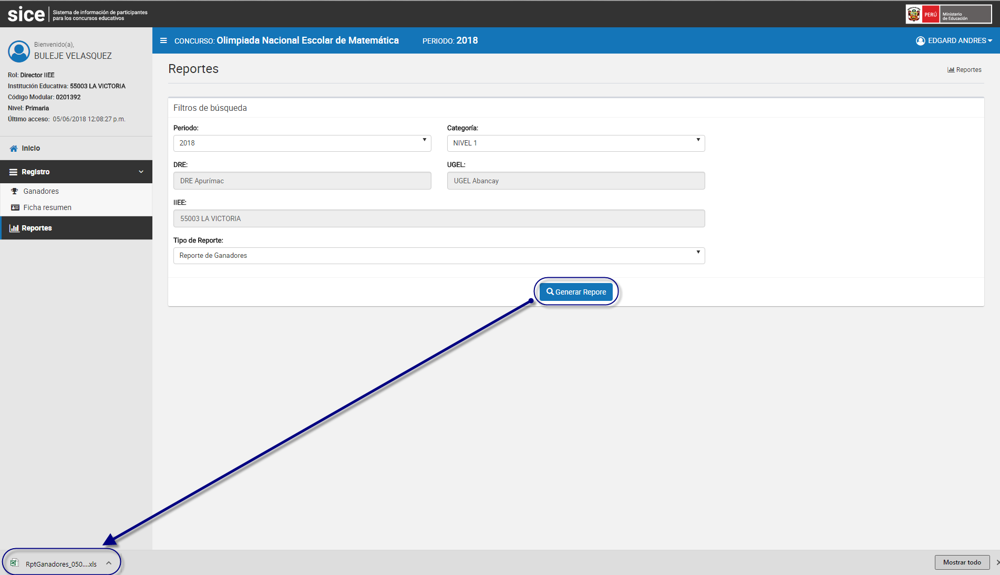 sice
Sistema de información de participantes
para los concursos educativos
PERÚ
Ministerio
de Educación
Bienvenido(a),
BULEJE VELASQUEZ
Rol: Director IIEE
Institución Educativa: 55003 LA VICTORIA
Código Modular: 0201392
Nivel: Primaria
Último acceso: 05/06/2018 12:08:27 p.m.
Inicio
Registro
Ganadores
Ficha resumen
Reportes
CONCURSO: Olimpiada Nacional Escolar de Matemática PERIODO: 2018
EDGARD ANDRES
Reportes
Reportes
Filtros de búsqueda
Periodo: Categoría:
2018 NIVEL 1
DRE: UGEL:
DRE Apurímac UGEL Abancay
IIEE:
55003 LA VICTORIA
Tipo de Reporte:
Reporte de Ganadores
Generar Repore
RptGanadores_050....xls
Mostrar todo